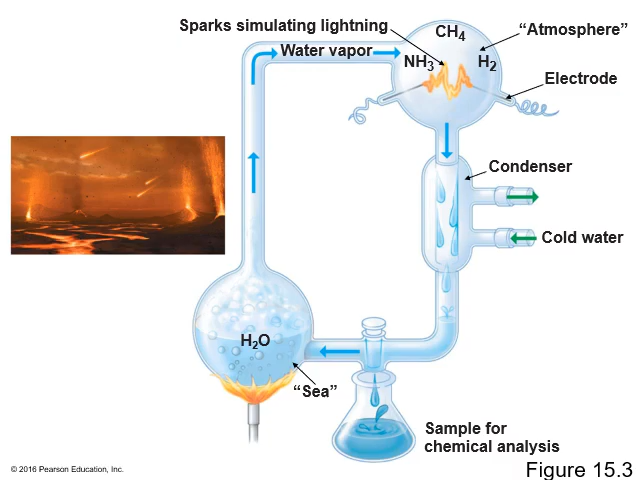 Sparks simulating lightning
Water vapor
CH₄
NH₃
H₂
“Atmosphere”
Electrode
Condenser
Cold water
H₂O
“Sea”
Sample for
chemical analysis
© 2016 Pearson Education, Inc.
Figure 15.3